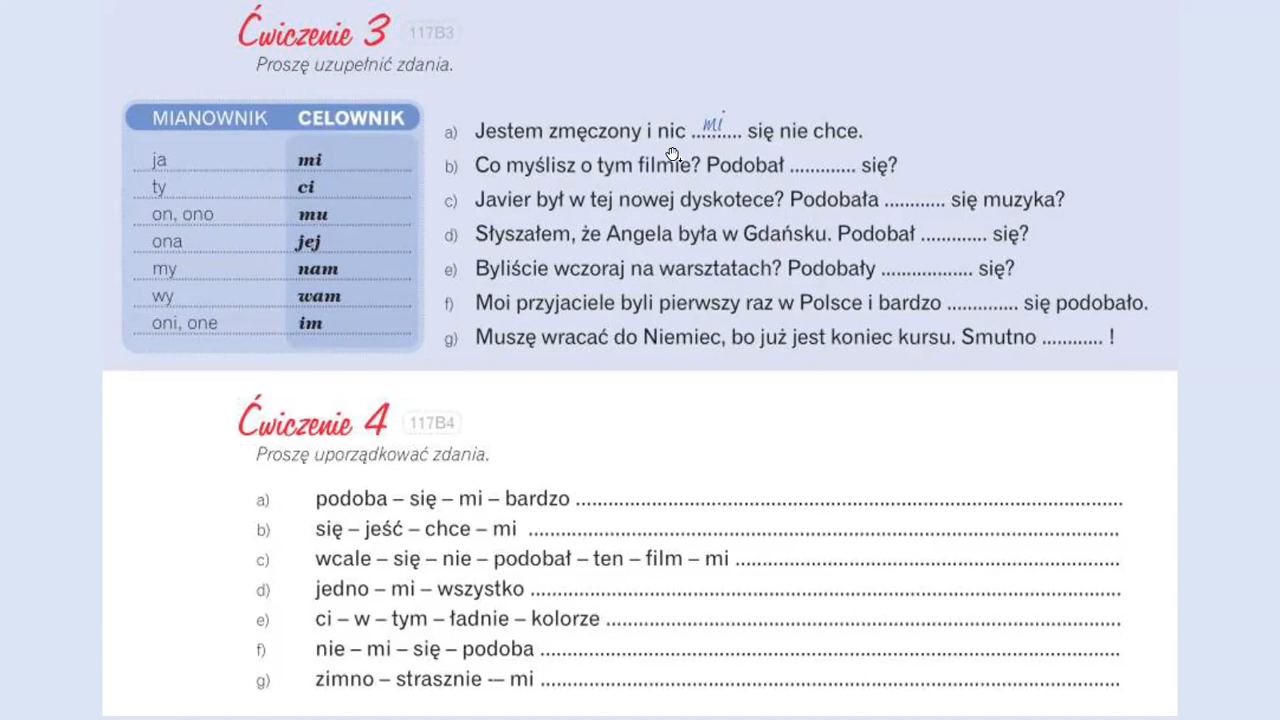 Ćwiczenie 3 117B3
Proszę uzupełnić zdania.
MIANOWNIK CELOWNIK
ja mi
ty ci
on, ono mu
ona jej
my nam
wy wam
oni, one im
a) Jestem zmęczony i nic ...mi... się nie chce.
b) Co myślisz o tym filmie? Podobał ............. się?
c) Javier był w tej nowej dyskotece? Podobała ............ się muzyka?
d) Słyszałem, że Angela była w Gdańsku. Podobał ............. się?
e) Byliście wczoraj na warsztatach? Podobały .................. się?
f) Moi przyjaciele byli pierwszy raz w Polsce i bardzo .............. się podobało.
g) Muszę wracać do Niemiec, bo już jest koniec kursu. Smutno ............ !
Ćwiczenie 4 117B4
Proszę uporządkować zdania.
a) podoba – się – mi – bardzo ..........
b) się – jeść – chce – mi ..........
c) wcale – się – nie – podobał – ten – film – mi ..........
d) jedno – mi – wszystko ..........
e) ci – w – tym – ładnie – kolorze ..........
f) nie – mi – się – podoba ..........
g) zimno – strasznie -– mi ..........